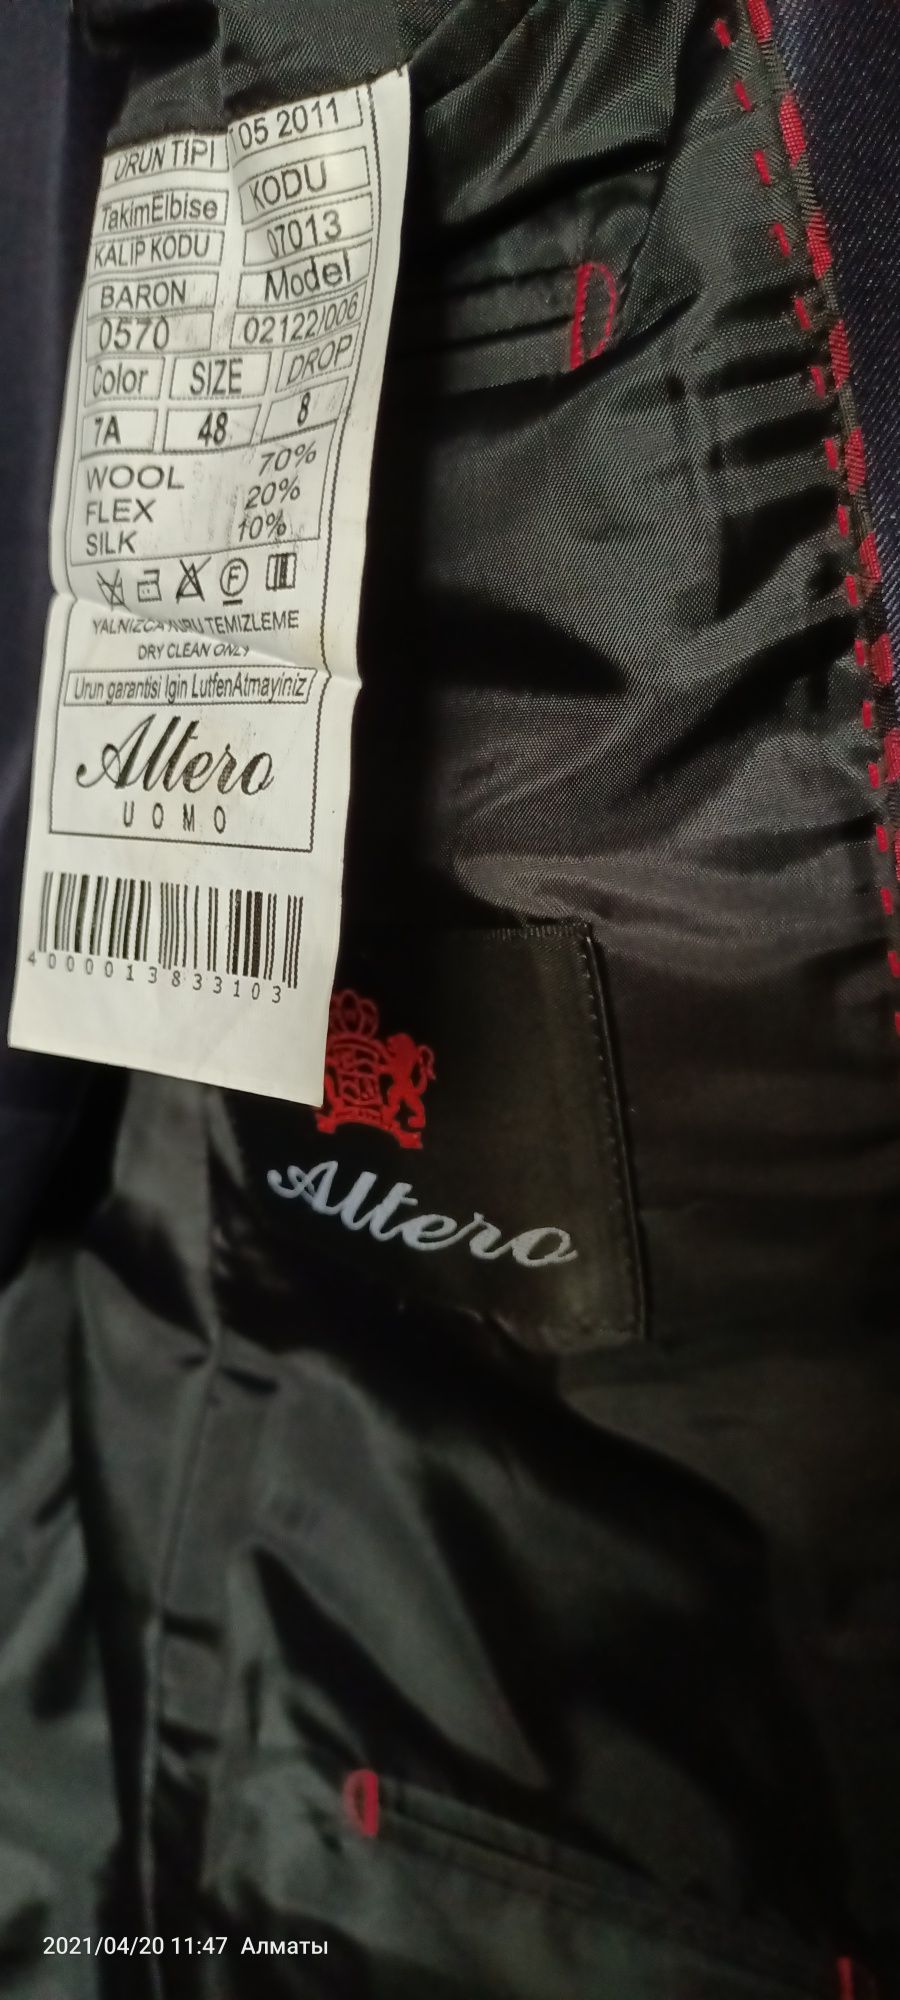 URUN TIPI 05 2011
TakimElbise KODU
KALIP KODU 07013
BARON Model
0570 02122/006
Color SIZE DROP
7A 48 8
WOOL 70%
FLEX 20%
SILK 10%
F
YALNIZCA KURU TEMIZLEME
DRY CLEAN ONLY
Urun garantisi Igin LutfenAtmayiniz
Altero
UOMO
4000013833103
Altero
2021/04/20 11:47 Алматы